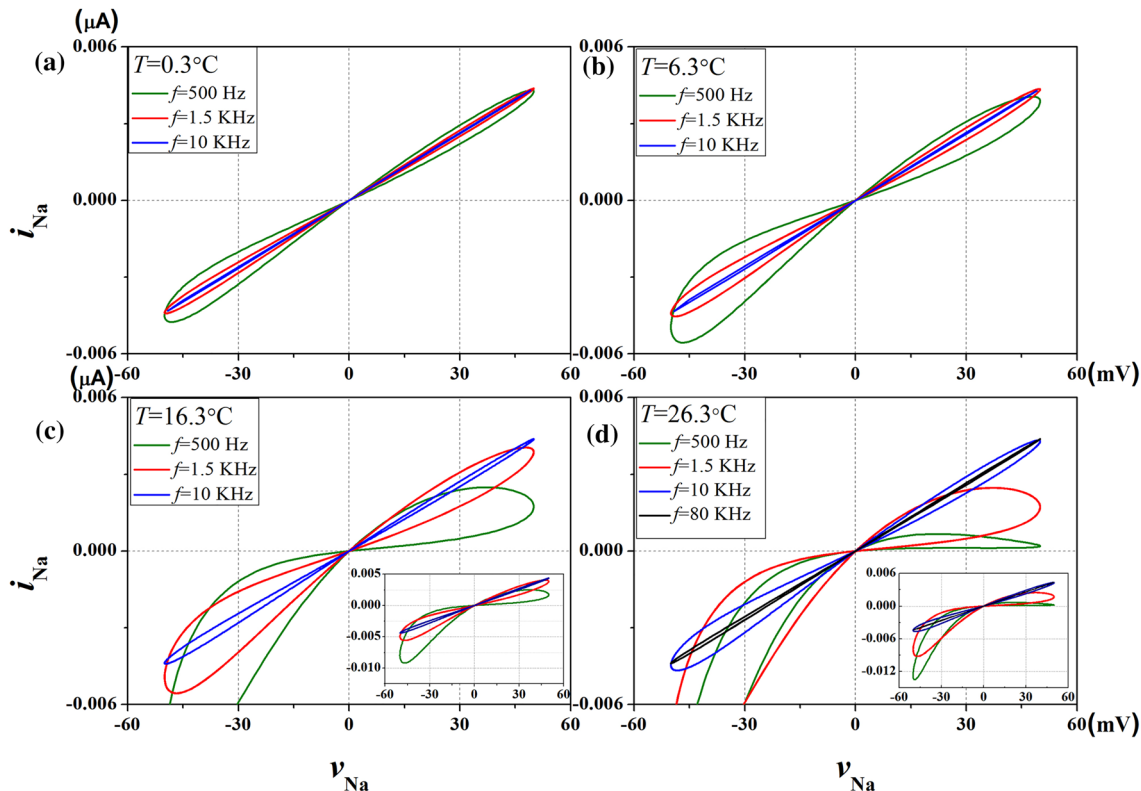 (μA)
0.006
0.000
-0.006
(a)
T=0.3°C
f=500 Hz
f=1.5 KHz
f=10 KHz
-60 -30 0 30 60
i_Na
0.006
0.000
-0.006
(b)
T=6.3°C
f=500 Hz
f=1.5 KHz
f=10 KHz
-60 -30 0 30 60 (mV)
(μA)
0.006
0.000
-0.006
(c)
T=16.3°C
f=500 Hz
f=1.5 KHz
f=10 KHz
0.005
0.000
-0.005
-0.010
-60 -30 0 30 60
-60 -30 0 30 60
i_Na
v_Na
0.006
0.000
-0.006
(d)
T=26.3°C
f=500 Hz
f=1.5 KHz
f=10 KHz
f=80 KHz
0.006
0.000
-0.006
-0.012
-60 -30 0 30 60
-60 -30 0 30 60 (mV)
v_Na